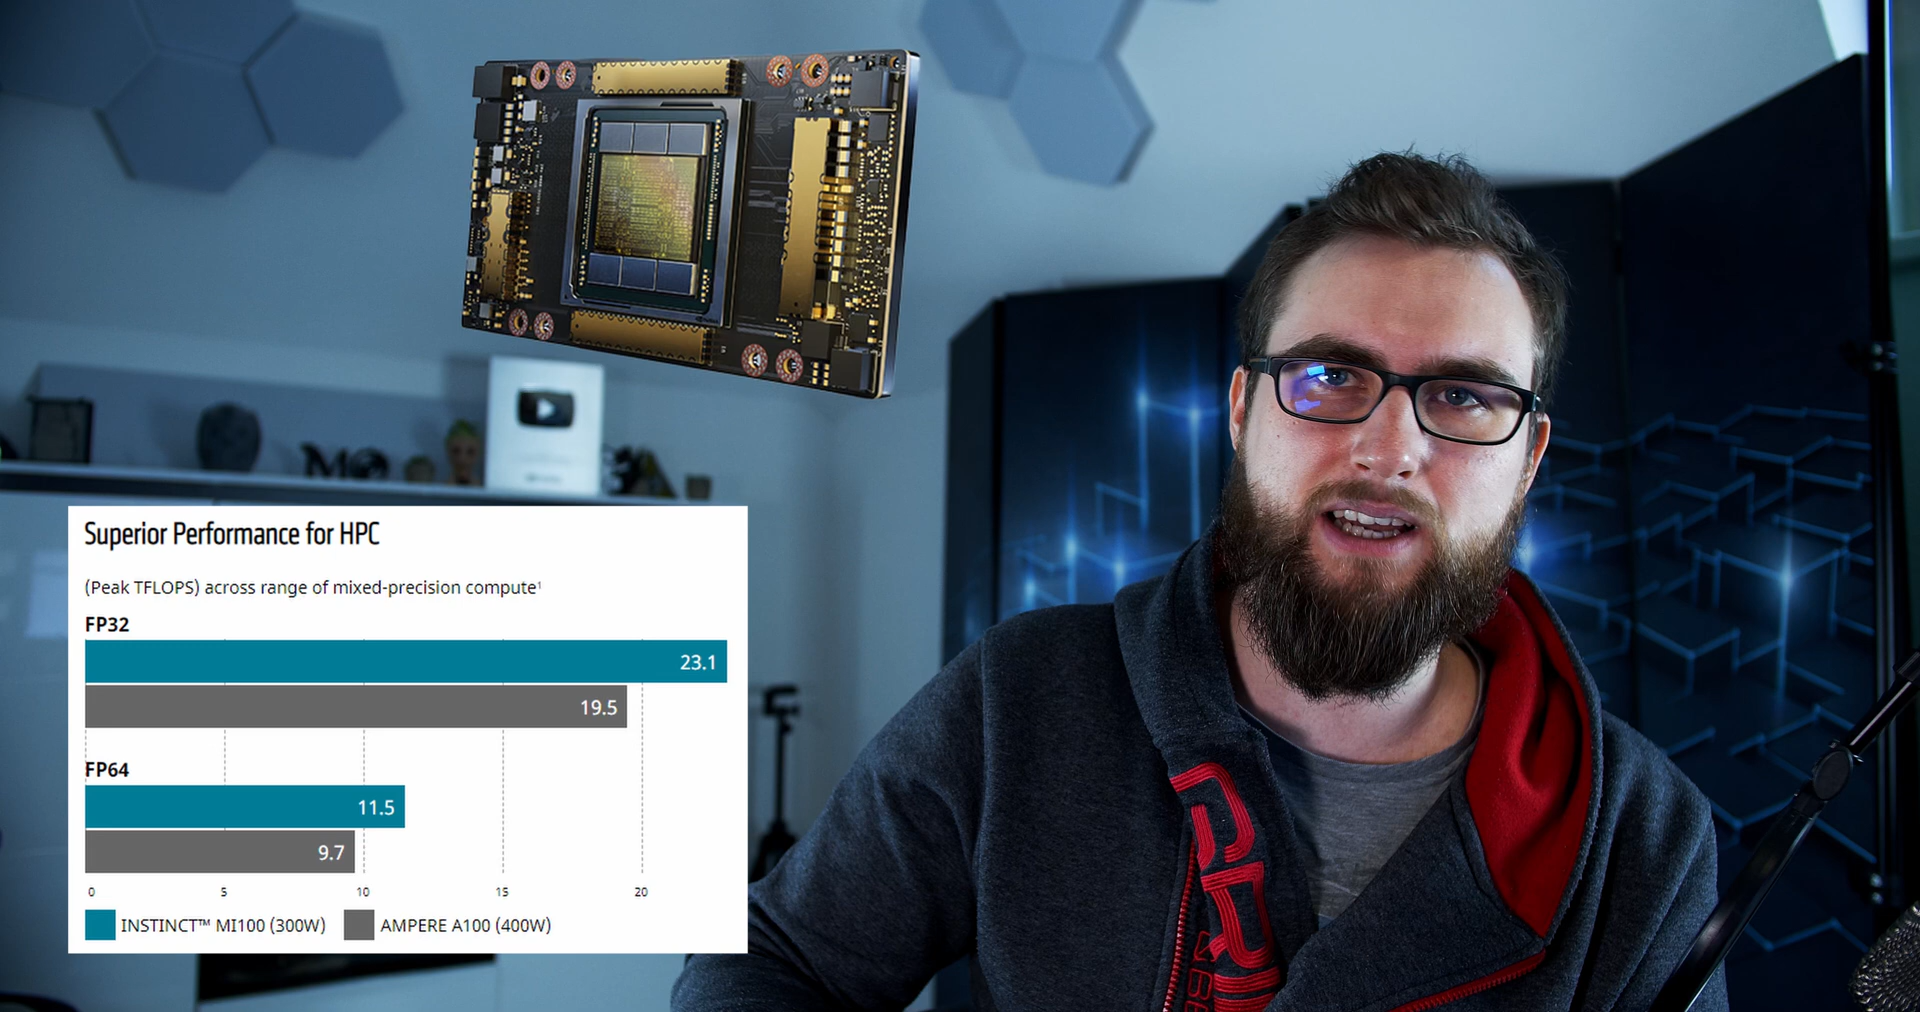 Superior Performance for HPC
(Peak TFLOPS) across range of mixed-precision compute¹
FP32
23.1
19.5
FP64
11.5
9.7
0 5 10 15 20
INSTINCT™ MI100 (300W) AMPERE A100 (400W)